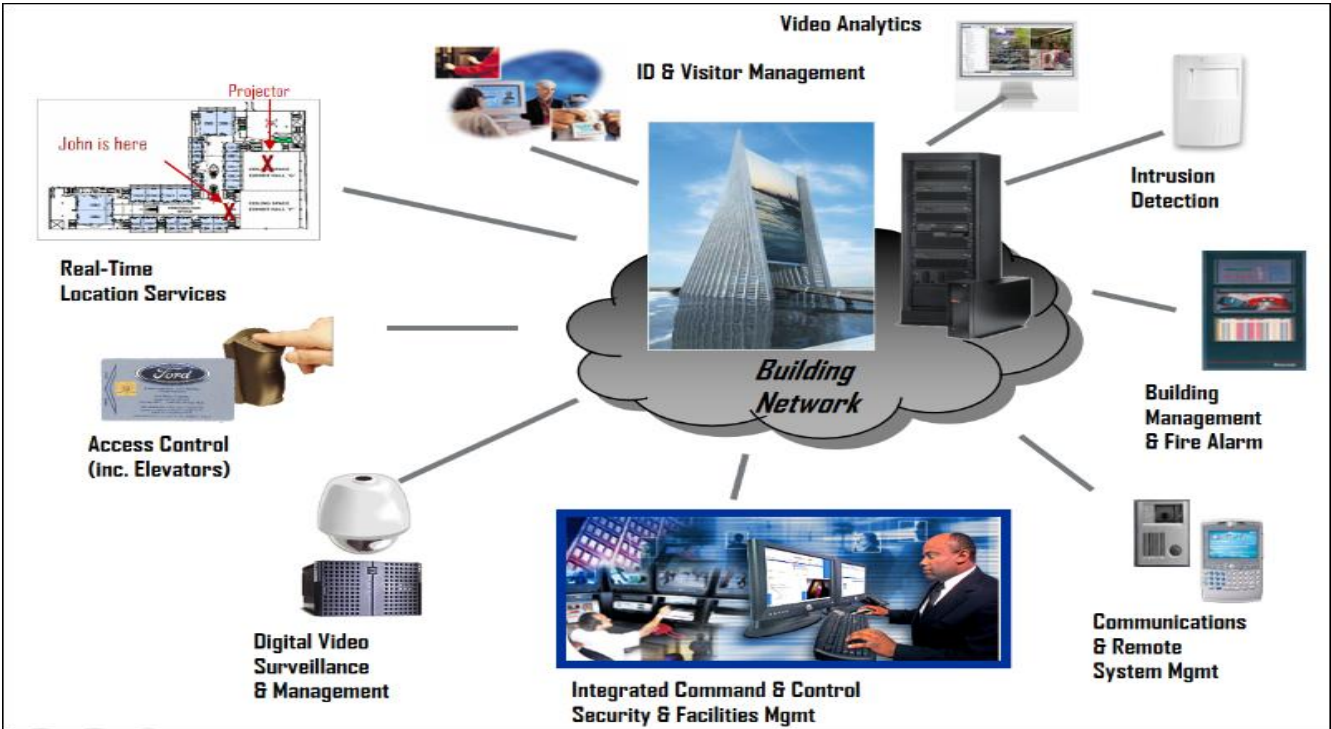 Video Analytics
ID & Visitor Management
Projector
John is here
Intrusion
Detection
Real-Time
Location Services
Ford
Building
Network
Building
Management
& Fire Alarm
Access Control
(inc. Elevators)
Digital Video
Surveillance
& Management
Integrated Command & Control
Security & Facilities Mgmt
Communications
& Remote
System Mgmt